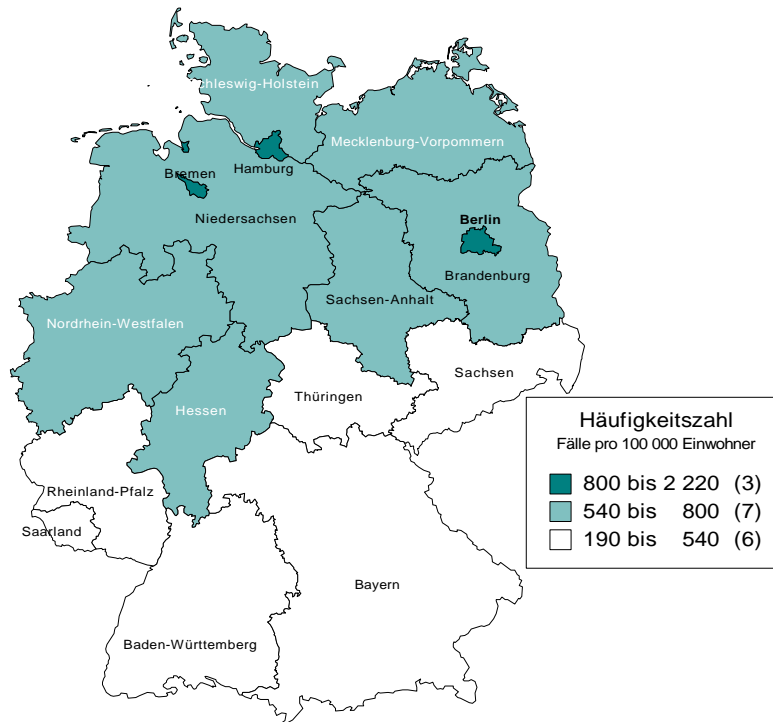 chleswig-Holstein
Mecklenburg-Vorpommern
Hamburg
Bremen
Niedersachsen
Berlin
Brandenburg
Sachsen-Anhalt
Nordrhein-Westfalen
Sachsen
Thüringen
Hessen
Rheinland-Pfalz
Saarland
Bayern
Baden-Württemberg
Häufigkeitszahl
Fälle pro 100 000 Einwohner
800 bis 2 220 (3)
540 bis 800 (7)
190 bis 540 (6)